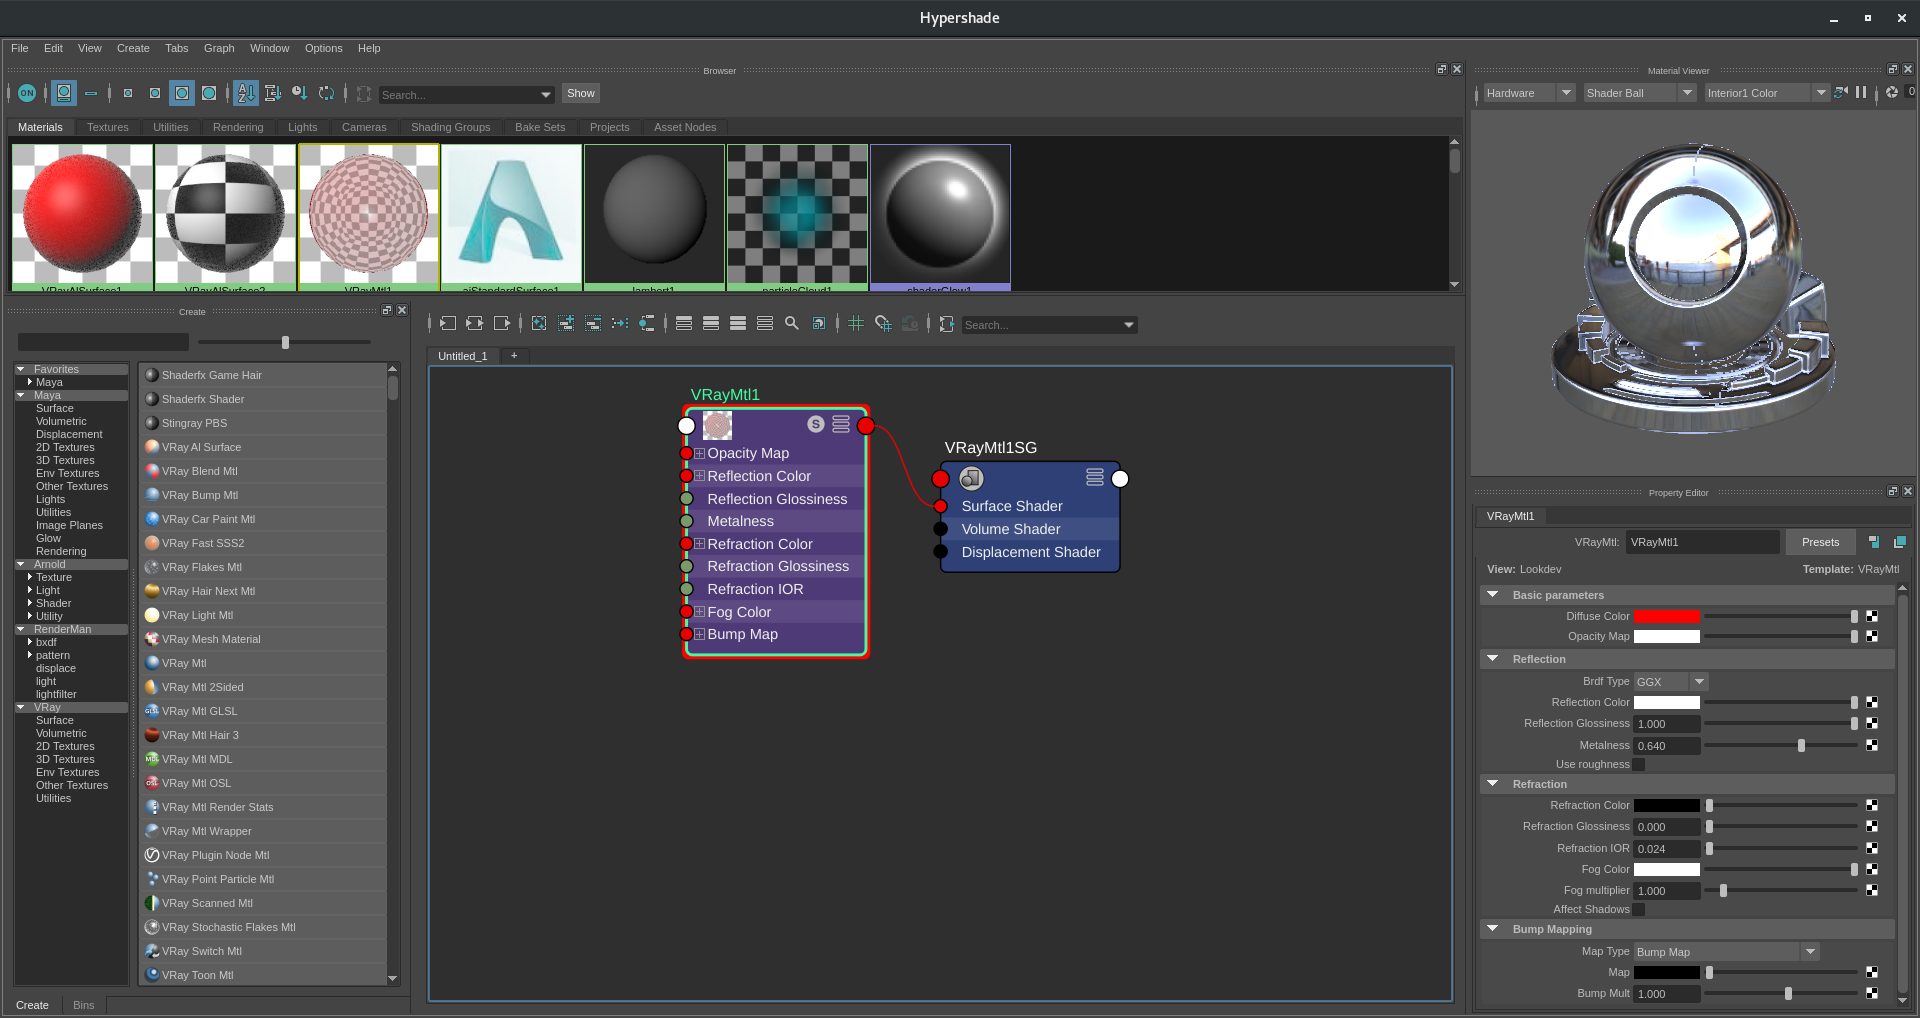 Hypershade
File Edit View Create Tabs Graph Window Options Help
Browser
ON
Search...
Show
Materials Textures Utilities Rendering Lights Cameras Shading Groups Bake Sets Projects Asset Nodes
VRayAlSurface1 VRayAlSurface2 VRayMtl1 aiStandardSurface1 lambert1 particleCloud1 shaderGlow1
Create
Favorites
Maya
Maya
Surface
Volumetric
Displacement
2D Textures
3D Textures
Env Textures
Other Textures
Lights
Utilities
Image Planes
Glow
Rendering
Arnold
Texture
Light
Shader
Utility
RenderMan
bxdf
pattern
displace
light
lightfilter
VRay
Surface
Volumetric
2D Textures
3D Textures
Env Textures
Other Textures
Utilities
Shaderfx Game Hair
Shaderfx Shader
Stingray PBS
VRay Al Surface
VRay Blend Mtl
VRay Bump Mtl
VRay Car Paint Mtl
VRay Fast SSS2
VRay Flakes Mtl
VRay Hair Next Mtl
VRay Light Mtl
VRay Mesh Material
VRay Mtl
VRay Mtl 2Sided
VRay Mtl GLSL
VRay Mtl Hair 3
VRay Mtl MDL
VRay Mtl OSL
VRay Mtl Render Stats
VRay Mtl Wrapper
VRay Plugin Node Mtl
VRay Point Particle Mtl
VRay Scanned Mtl
VRay Stochastic Flakes Mtl
VRay Switch Mtl
VRay Toon Mtl
Create Bins
Search...
Untitled_1 +
VRayMtl1
S
Opacity Map
Reflection Color
Reflection Glossiness
Metalness
Refraction Color
Refraction Glossiness
Refraction IOR
Fog Color
Bump Map
VRayMtl1SG
Surface Shader
Volume Shader
Displacement Shader
Material Viewer
Hardware Shader Ball Interior1 Color 0
Property Editor
VRayMtl1
VRayMtl: VRayMtl1 Presets
View: Lookdev Template: VRayMtl
Basic parameters
Diffuse Color
Opacity Map
Reflection
Brdf Type GGX
Reflection Color
Reflection Glossiness 1.000
Metalness 0.640
Use roughness
Refraction
Refraction Color
Refraction Glossiness 0.000
Refraction IOR 0.024
Fog Color
Fog multiplier 1.000
Affect Shadows
Bump Mapping
Map Type Bump Map
Map
Bump Mult 1.000